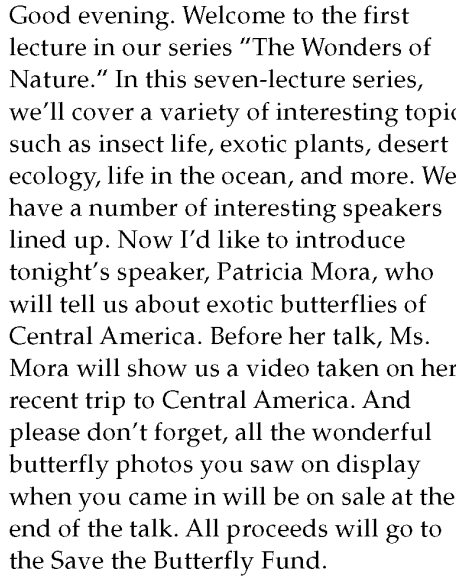 Good evening. Welcome to the first
lecture in our series "The Wonders of
Nature." In this seven-lecture series,
we'll cover a variety of interesting topic
such as insect life, exotic plants, desert
ecology, life in the ocean, and more. We
have a number of interesting speakers
lined up. Now I'd like to introduce
tonight's speaker, Patricia Mora, who
will tell us about exotic butterflies of
Central America. Before her talk, Ms.
Mora will show us a video taken on her
recent trip to Central America. And
please don't forget, all the wonderful
butterfly photos you saw on display
when you came in will be on sale at the
end of the talk. All proceeds will go to
the Save the Butterfly Fund.